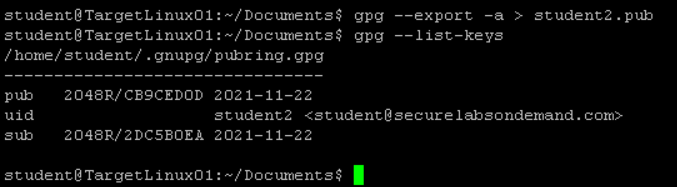 student@TargetLinux01:~/Documents$ gpg --export -a > student2.pub
student@TargetLinux01:~/Documents$ gpg --list-keys
/home/student/.gnupg/pubring.gpg
--------------------------------
pub   2048R/CB9CED0D 2021-11-22
uid                  student2 <student@securelabsondemand.com>
sub   2048R/2DC5B0EA 2021-11-22
student@TargetLinux01:~/Documents$